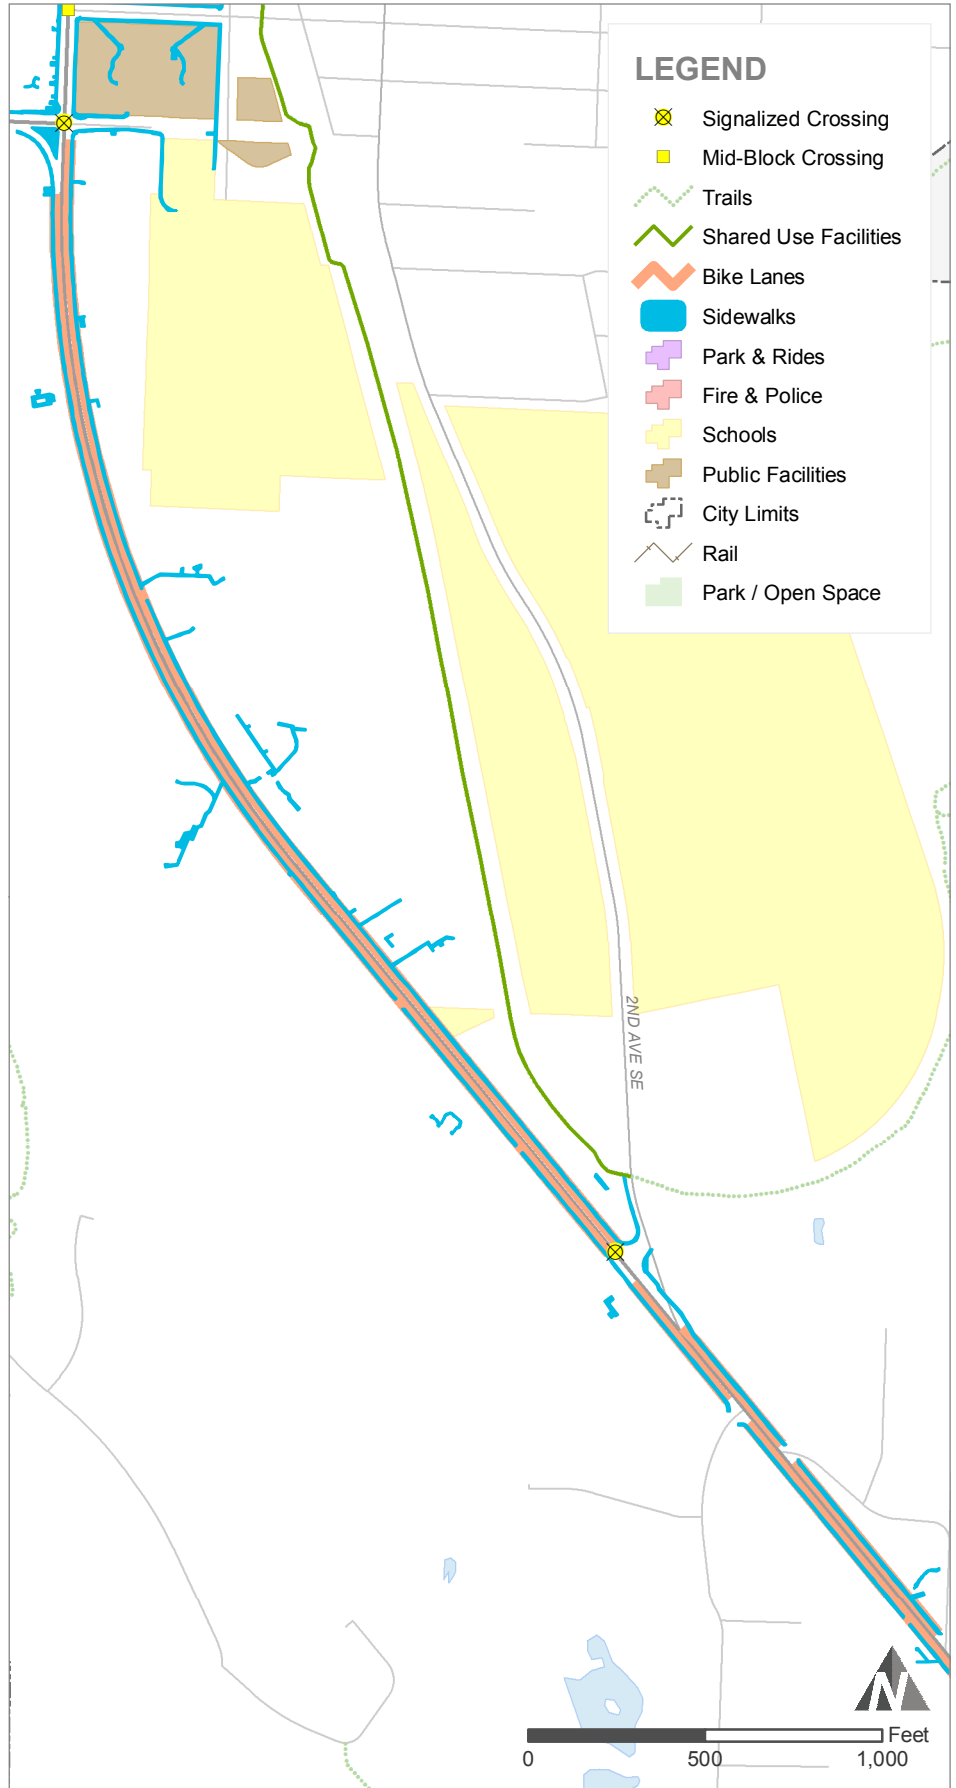 LEGEND
Signalized Crossing
Mid-Block Crossing
Trails
Shared Use Facilities
Bike Lanes
Sidewalks
Park & Rides
Fire & Police
Schools
Public Facilities
City Limits
Rail
Park / Open Space
2ND AVE SE
N
Feet
0 500 1,000